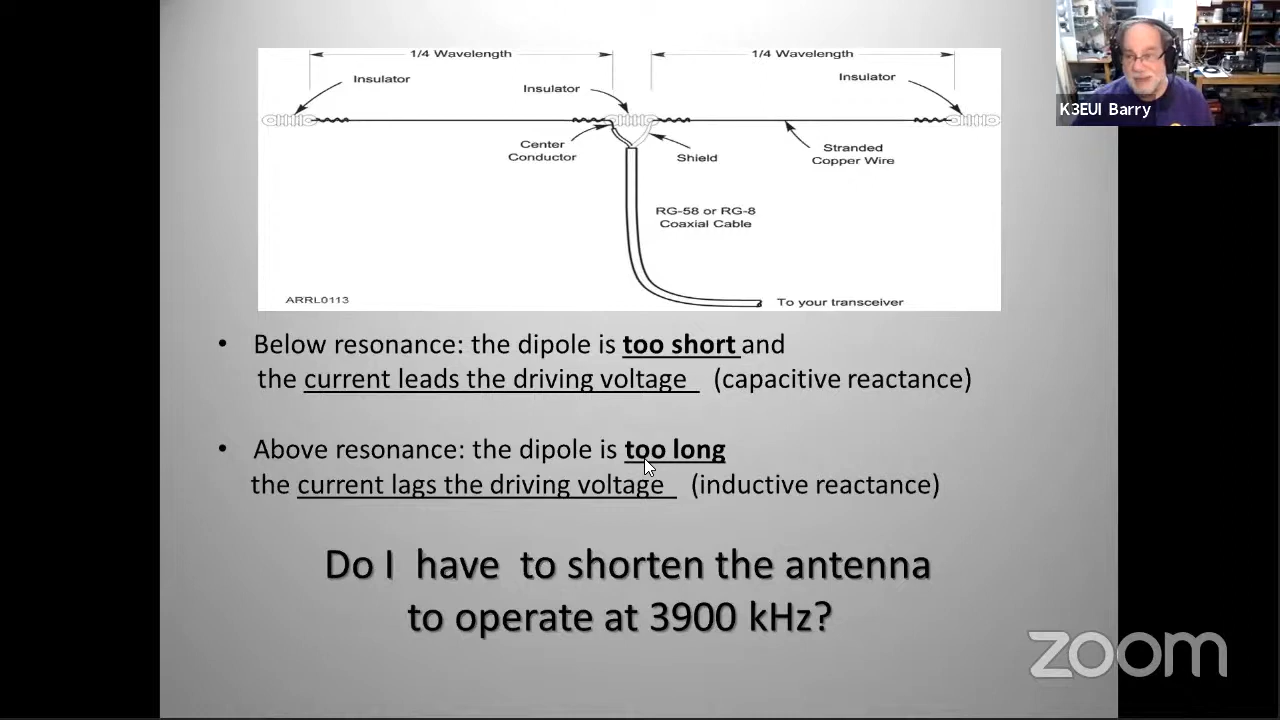 1/4 Wavelength
1/4 Wavelength
Insulator
Insulator
Insulator
Center
Conductor
Shield
Stranded
Copper Wire
RG-58 or RG-8
Coaxial Cable
ARRL0113
To your transceiver
K3EUI Barry
• Below resonance: the dipole is too short and
the current leads the driving voltage (capacitive reactance)
• Above resonance: the dipole is too long
the current lags the driving voltage (inductive reactance)
Do I have to shorten the antenna
to operate at 3900 kHz?
zoom